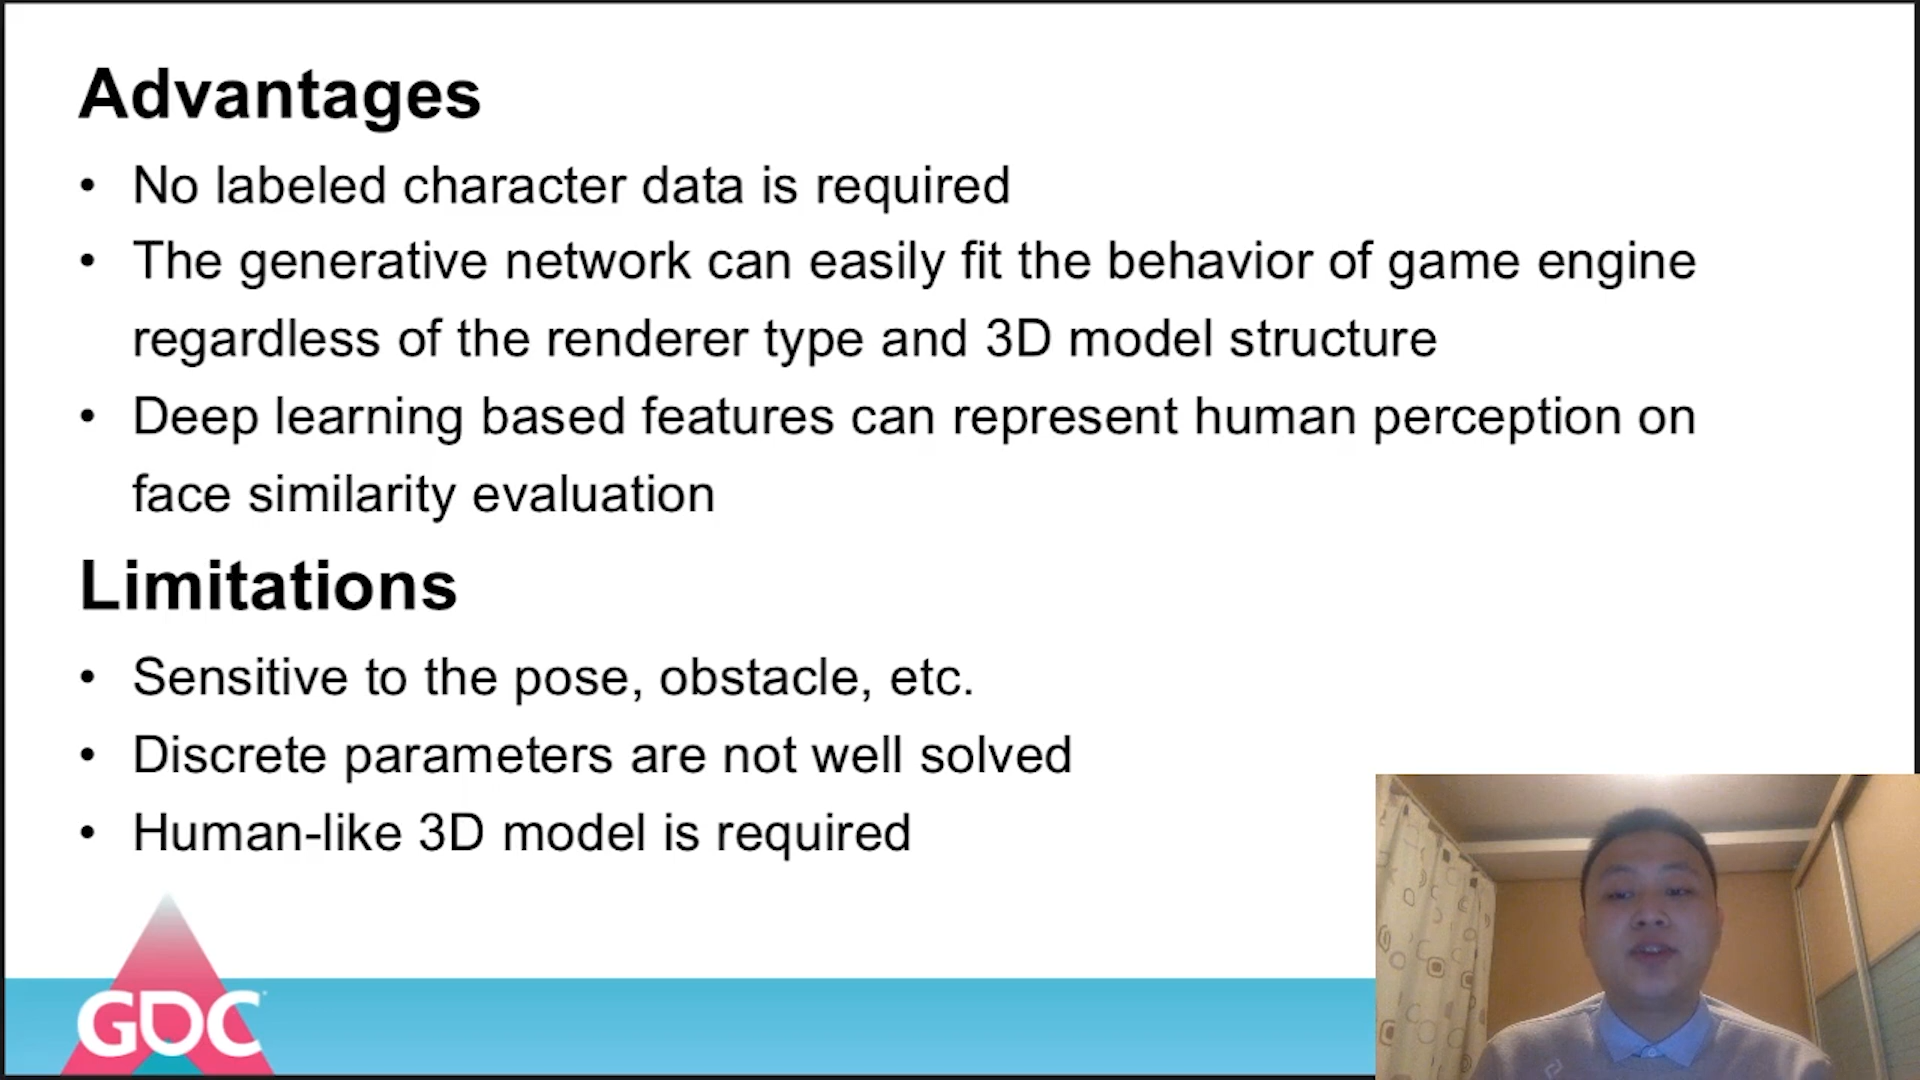 Advantages
• No labeled character data is required
• The generative network can easily fit the behavior of game engine
regardless of the renderer type and 3D model structure
• Deep learning based features can represent human perception on
face similarity evaluation
Limitations
• Sensitive to the pose, obstacle, etc.
• Discrete parameters are not well solved
• Human-like 3D model is required
GDC